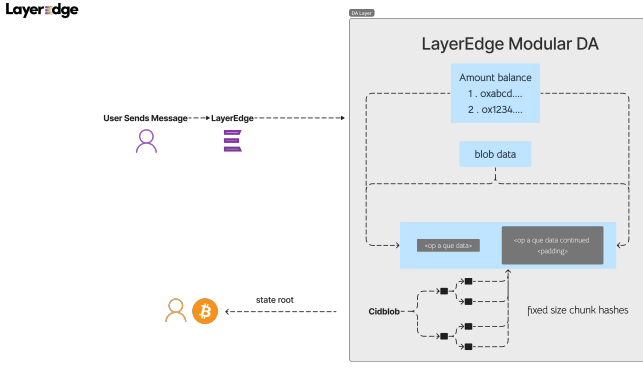 LayerEdge
DA Layer
LayerEdge Modular DA
Amount balance
1 . oxabcd....
2 . ox1234....
User Sends Message
LayerEdge
blob data
<op a que data>
<op a que data continued
<padding>
state root
Cidblob
fixed size chunk hashes